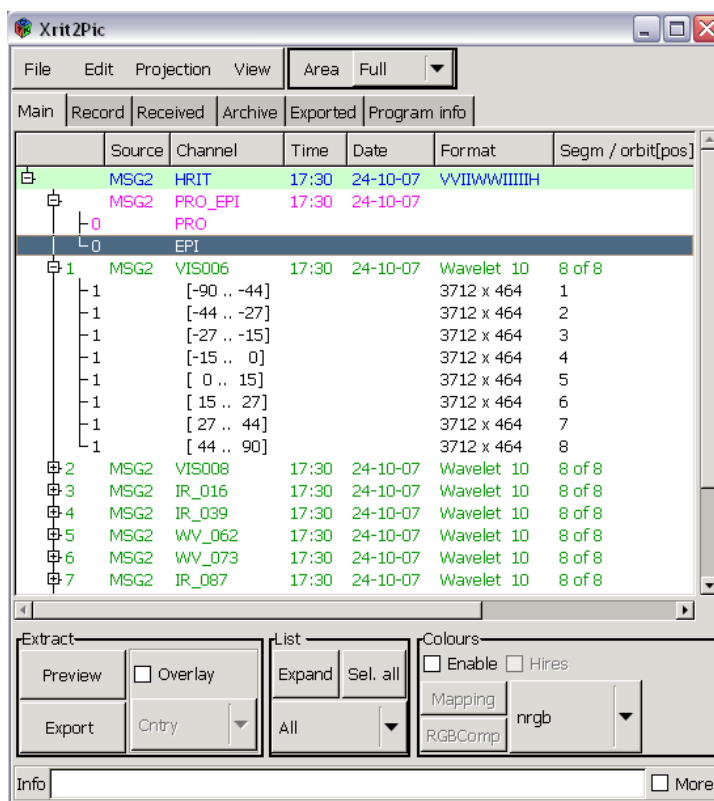 Xrit2Pic
File Edit Projection View Area Full
Main Record Received Archive Exported Program info
Source Channel Time Date Format Segm / orbit[pos]
MSG2 HRIT 17:30 24-10-07 VVIIWWIIIIIH
MSG2 PRO_EPI 17:30 24-10-07
0 PRO
0 EPI
1 MSG2 VIS006 17:30 24-10-07 Wavelet 10 8 of 8
1 [-90 .. -44] 3712 x 464 1
1 [-44 .. -27] 3712 x 464 2
1 [-27 .. -15] 3712 x 464 3
1 [-15 .. 0] 3712 x 464 4
1 [ 0 .. 15] 3712 x 464 5
1 [ 15 .. 27] 3712 x 464 6
1 [ 27 .. 44] 3712 x 464 7
1 [ 44 .. 90] 3712 x 464 8
2 MSG2 VIS008 17:30 24-10-07 Wavelet 10 8 of 8
3 MSG2 IR_016 17:30 24-10-07 Wavelet 10 8 of 8
4 MSG2 IR_039 17:30 24-10-07 Wavelet 10 8 of 8
5 MSG2 WV_062 17:30 24-10-07 Wavelet 10 8 of 8
6 MSG2 WV_073 17:30 24-10-07 Wavelet 10 8 of 8
7 MSG2 IR_087 17:30 24-10-07 Wavelet 10 8 of 8
Extract List Colours
Preview Overlay Expand Sel. all Enable Hires
Export Cntry All Mapping nrgb
RGBComp
Info More